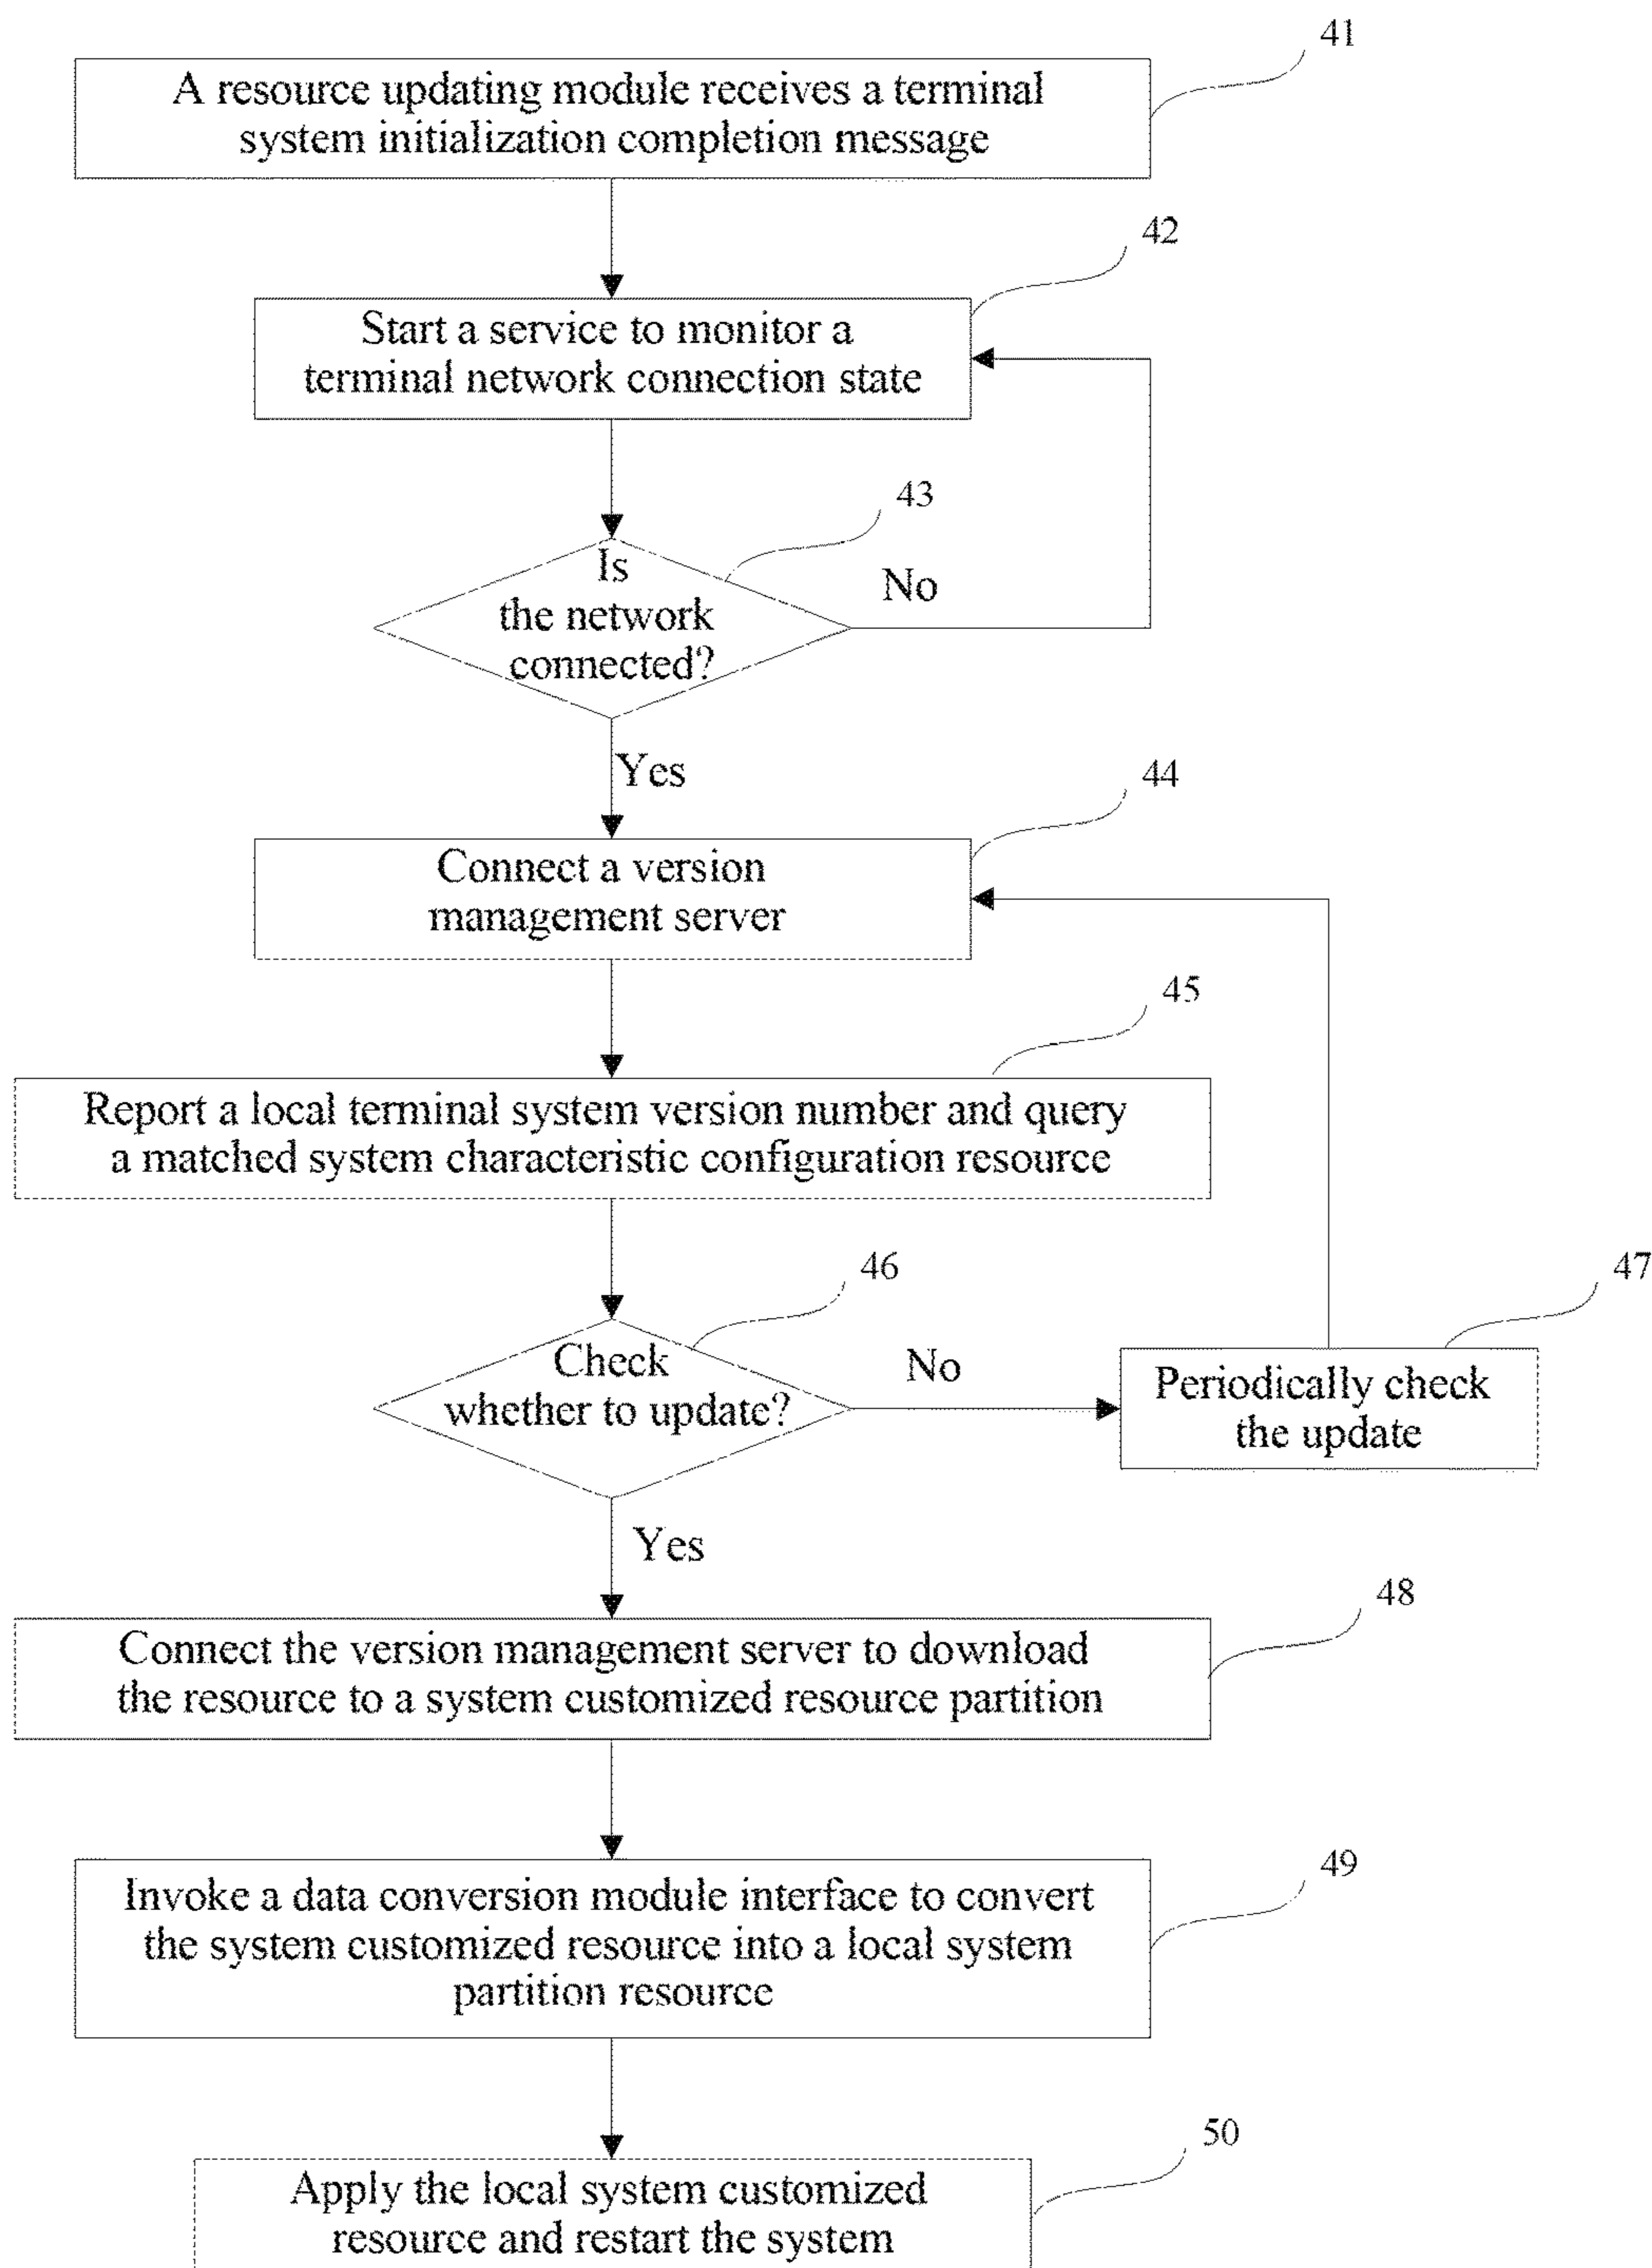 41
A resource updating module receives a terminal
system initialization completion message
42
Start a service to monitor a
terminal network connection state
43
Is
the network
connected?
No
Yes
44
Connect a version
management server
45
Report a local terminal system version number and query
a matched system characteristic configuration resource
46
47
Check
whether to update?
No
Periodically check
the update
Yes
48
Connect the version management server to download
the resource to a system customized resource partition
49
Invoke a data conversion module interface to convert
the system customized resource into a local system
partition resource
50
Apply the local system customized
resource and restart the system